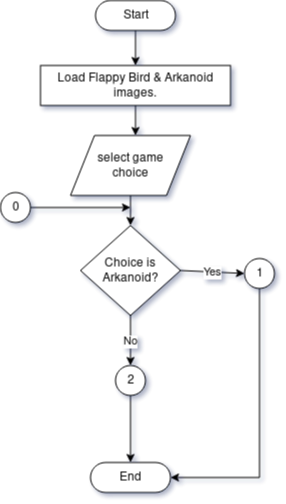 Start
Load Flappy Bird & Arkanoid
images.
select game
choice
0
Choice is
Arkanoid?
Yes
1
No
2
End